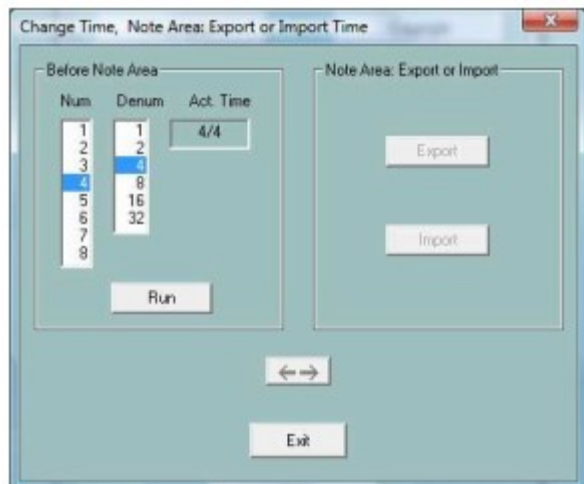 Change Time, Note Area: Export or Import Time
Before Note Area
Num Denum Act. Time
1 1 4/4
2 2
3 4
4 8
5 16
6 32
7
8
Run
Note Area: Export or Import
Export
Import
←→
Exit